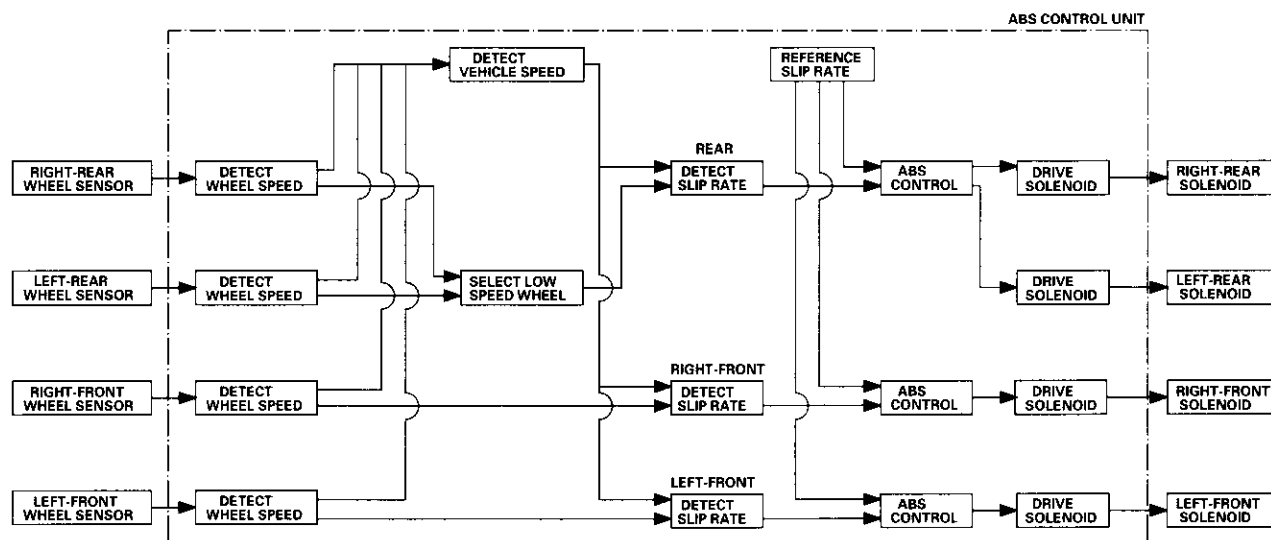 ABS CONTROL UNIT
DETECT
VEHICLE SPEED
REFERENCE
SLIP RATE
REAR
RIGHT-REAR
WHEEL SENSOR
DETECT
WHEEL SPEED
DETECT
SLIP RATE
ABS
CONTROL
DRIVE
SOLENOID
RIGHT-REAR
SOLENOID
LEFT-REAR
WHEEL SENSOR
DETECT
WHEEL SPEED
SELECT LOW
SPEED WHEEL
DRIVE
SOLENOID
LEFT-REAR
SOLENOID
RIGHT-FRONT
RIGHT-FRONT
WHEEL SENSOR
DETECT
WHEEL SPEED
DETECT
SLIP RATE
ABS
CONTROL
DRIVE
SOLENOID
RIGHT-FRONT
SOLENOID
LEFT-FRONT
LEFT-FRONT
WHEEL SENSOR
DETECT
WHEEL SPEED
DETECT
SLIP RATE
ABS
CONTROL
DRIVE
SOLENOID
LEFT-FRONT
SOLENOID